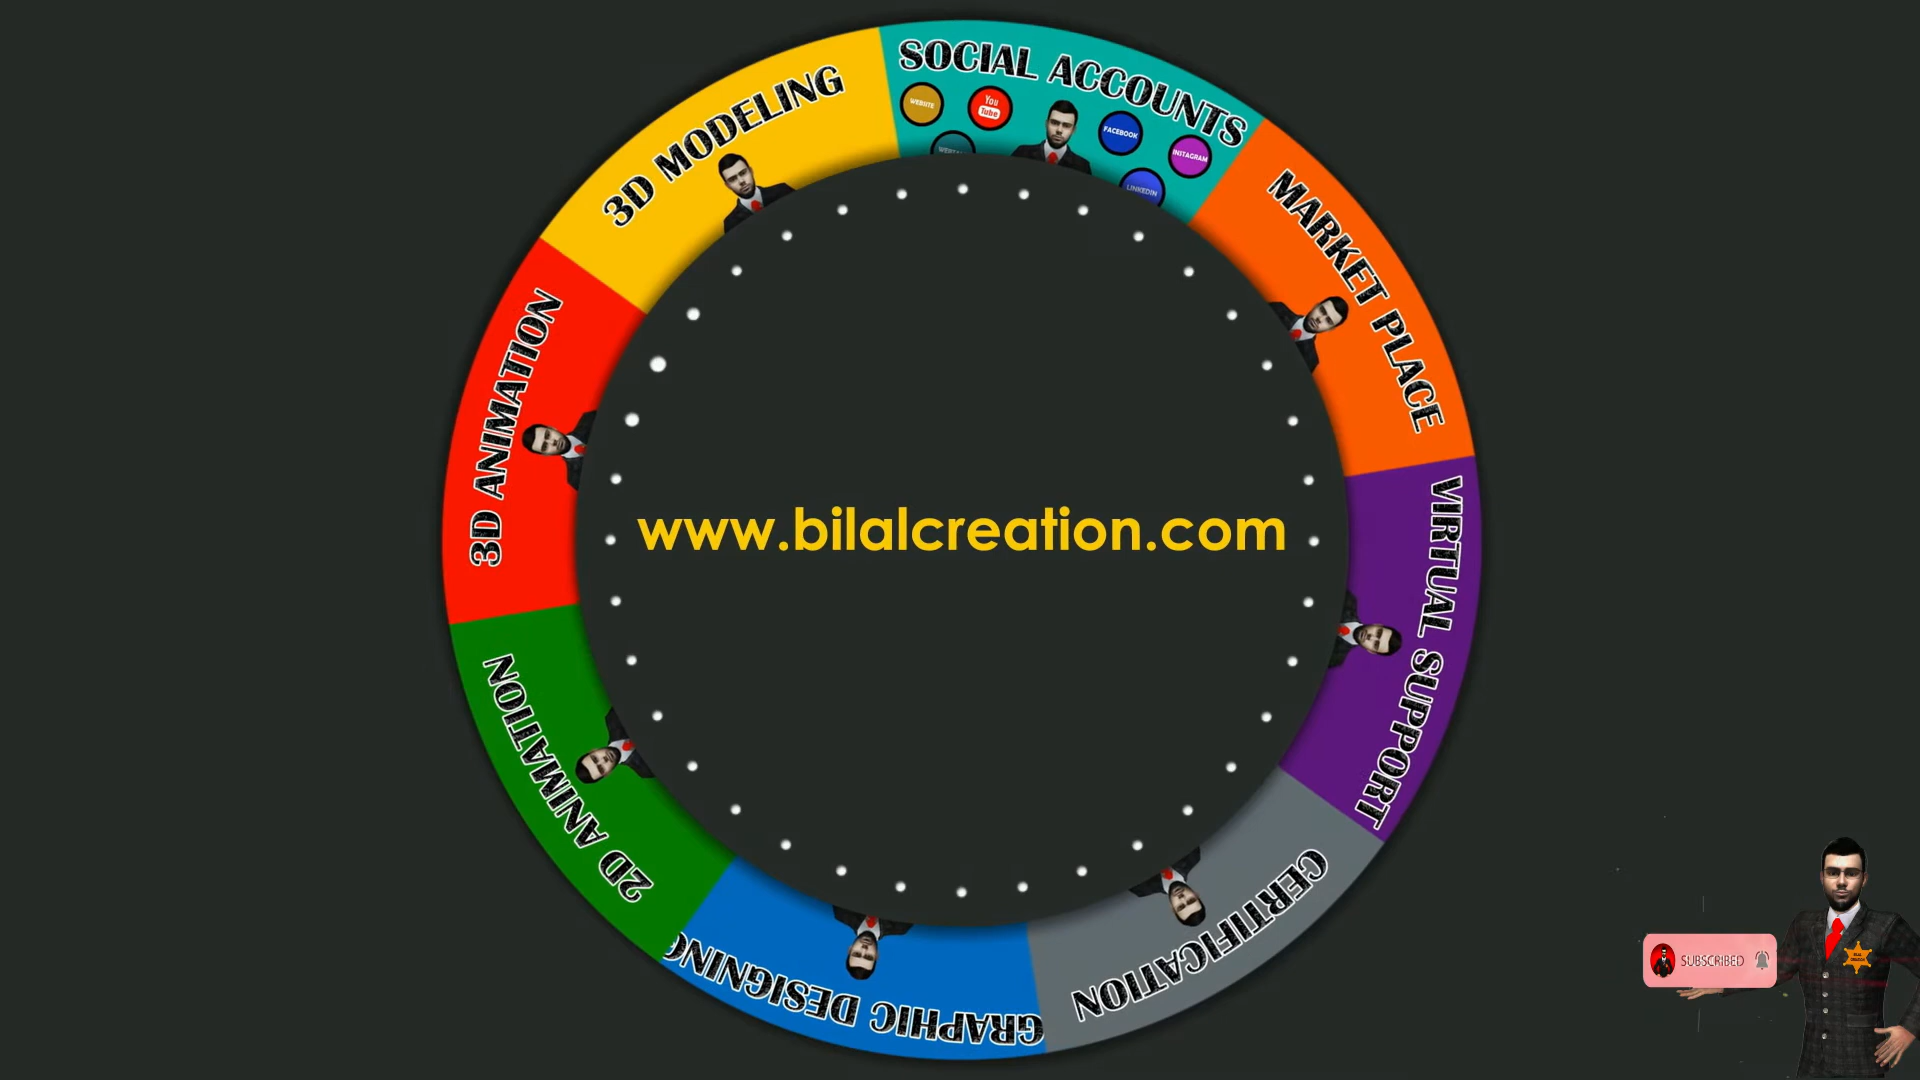 SOCIAL ACCOUNTS
WEBSITE
You
Tube
FACEBOOK
INSTAGRAM
LINKEDIN
MARKET PLACE
VIRTUAL SUPPORT
CERTIFICATION
GRAPHIC DESIGNING
2D ANIMATION
3D ANIMATION
3D MODELING
www.bilalcreation.com
SUBSCRIBED